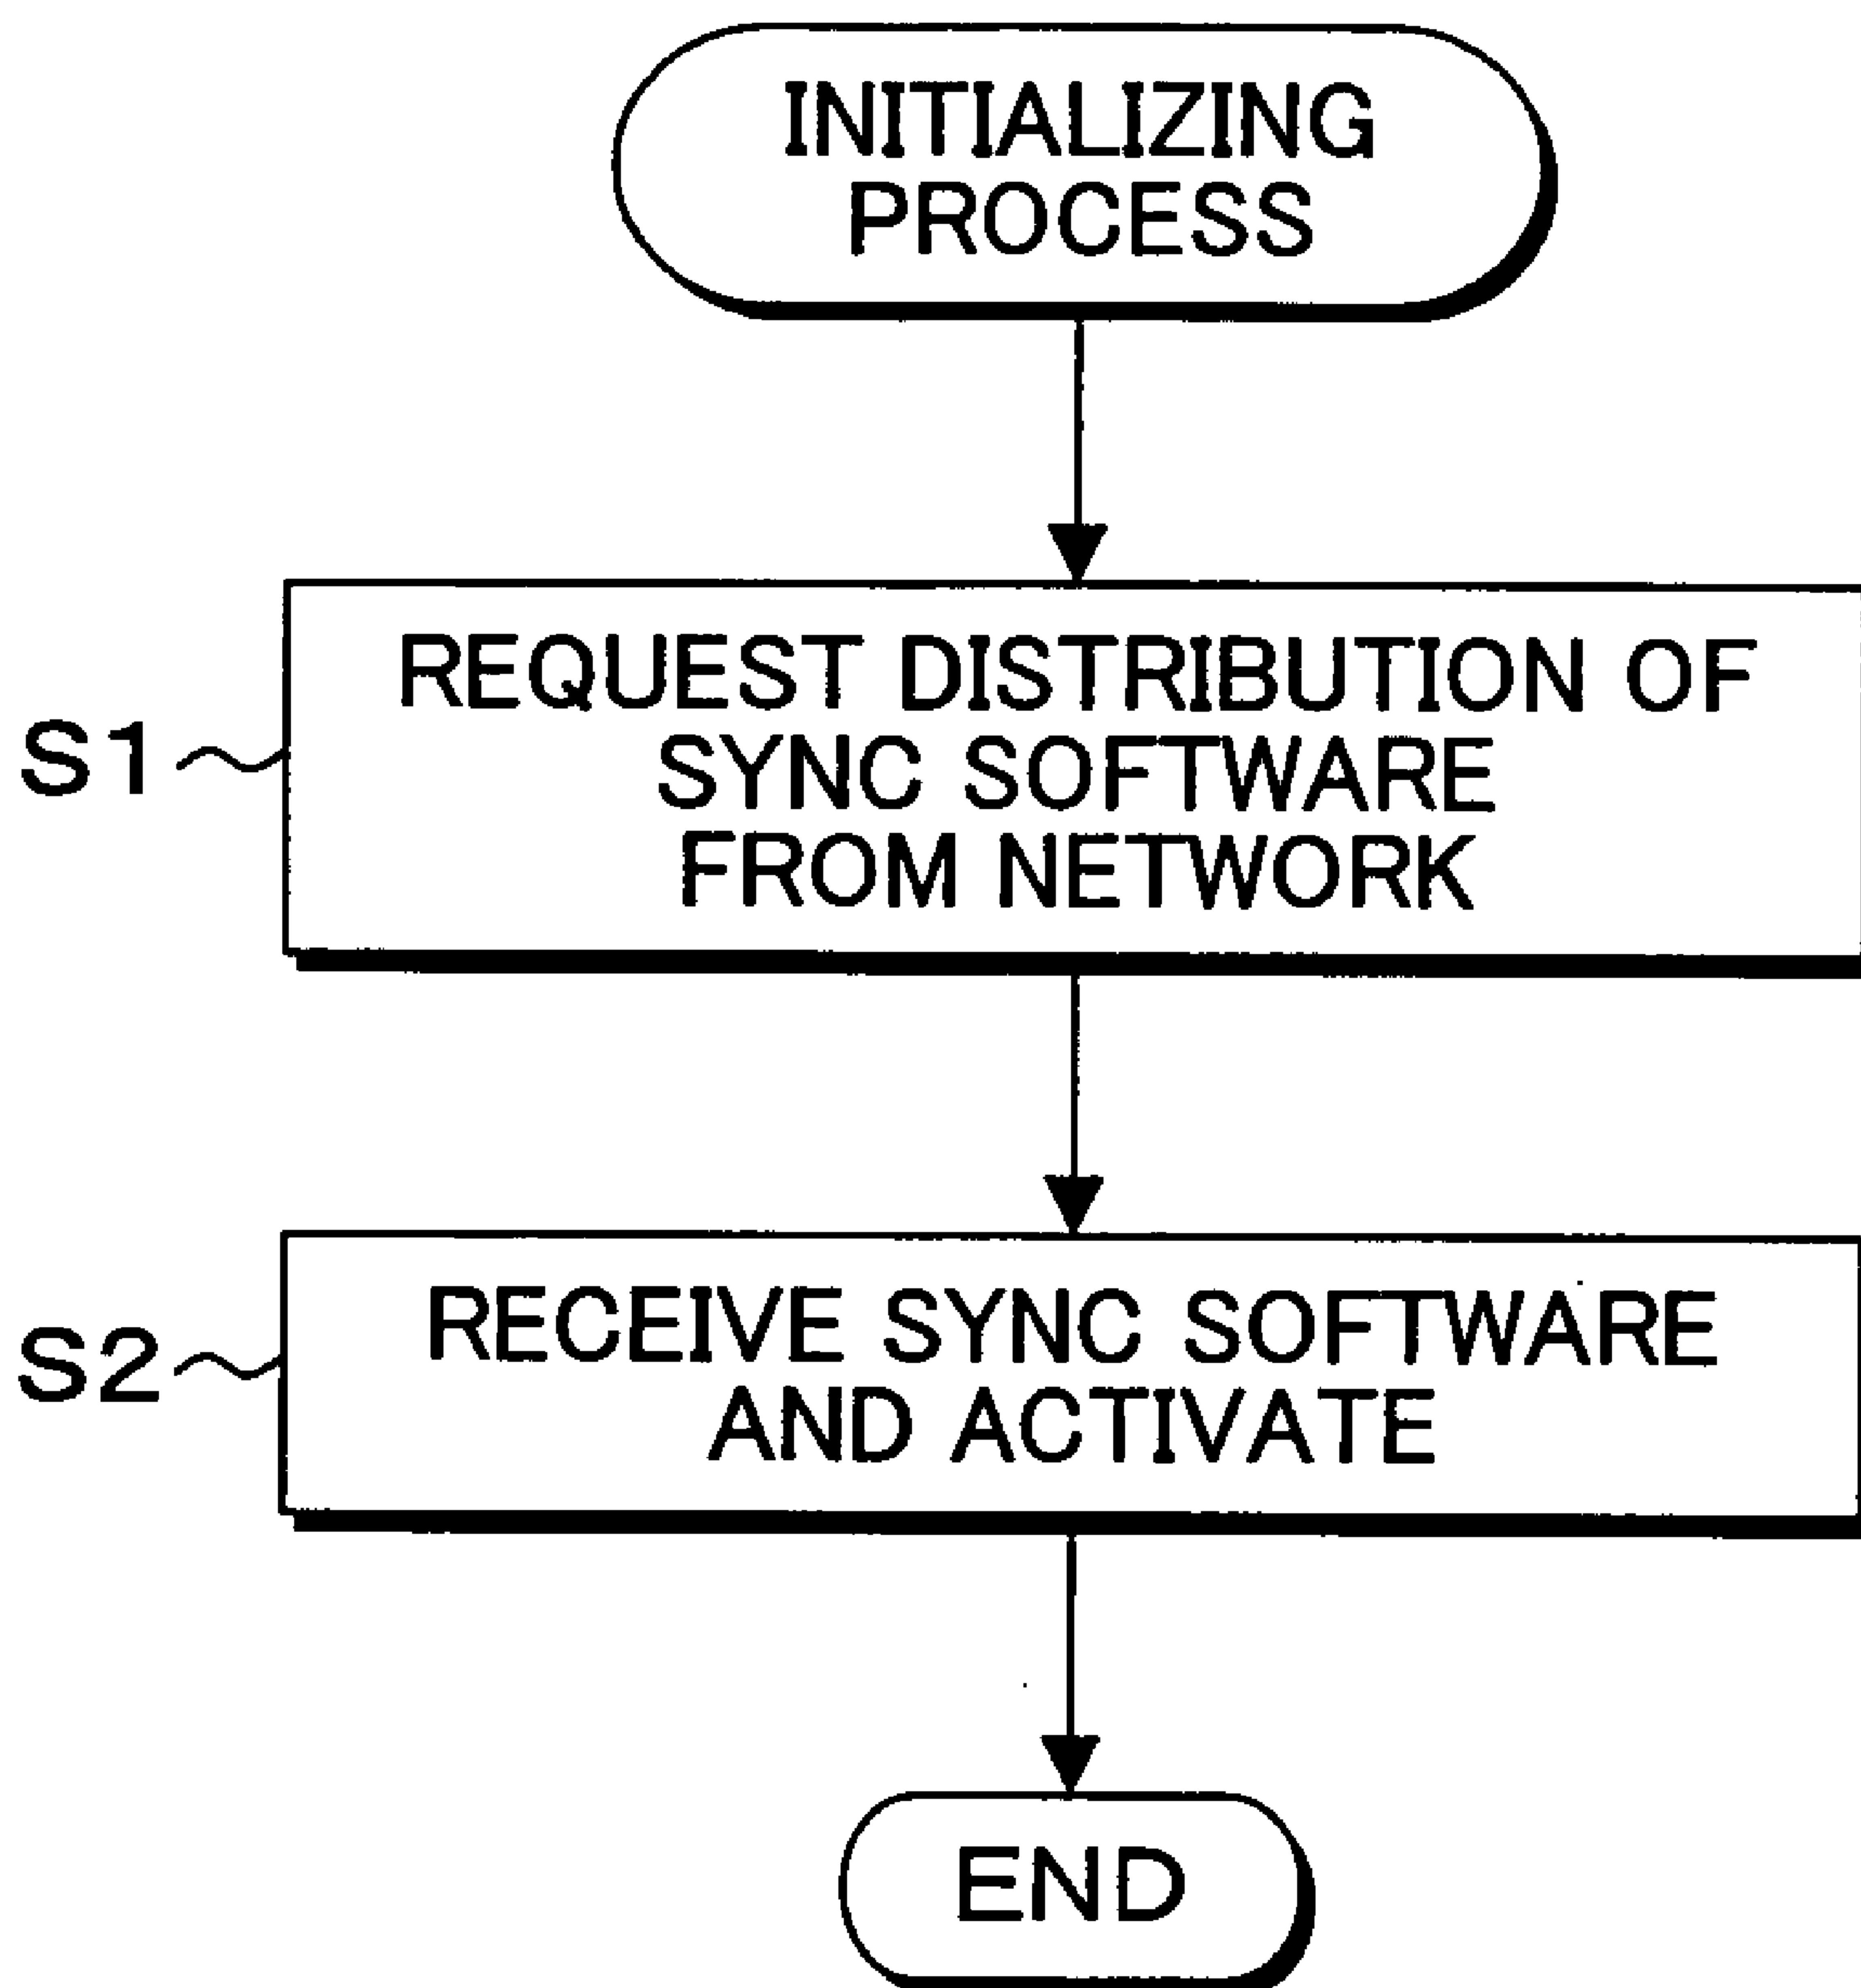 INITIALIZING
PROCESS
REQUEST DISTRIBUTION OF
SYNC SOFTWARE
FROM NETWORK
S1
RECEIVE SYNC SOFTWARE
AND ACTIVATE
S2
END